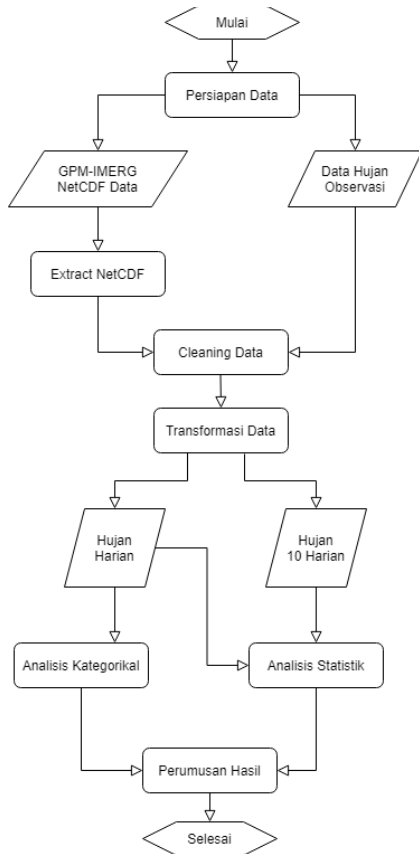 Mulai
Persiapan Data
GPM-IMERG
NetCDF Data
Data Hujan
Observasi
Extract NetCDF
Cleaning Data
Transformasi Data
Hujan
Harian
Hujan
10 Harian
Analisis Kategorikal
Analisis Statistik
Perumusan Hasil
Selesai